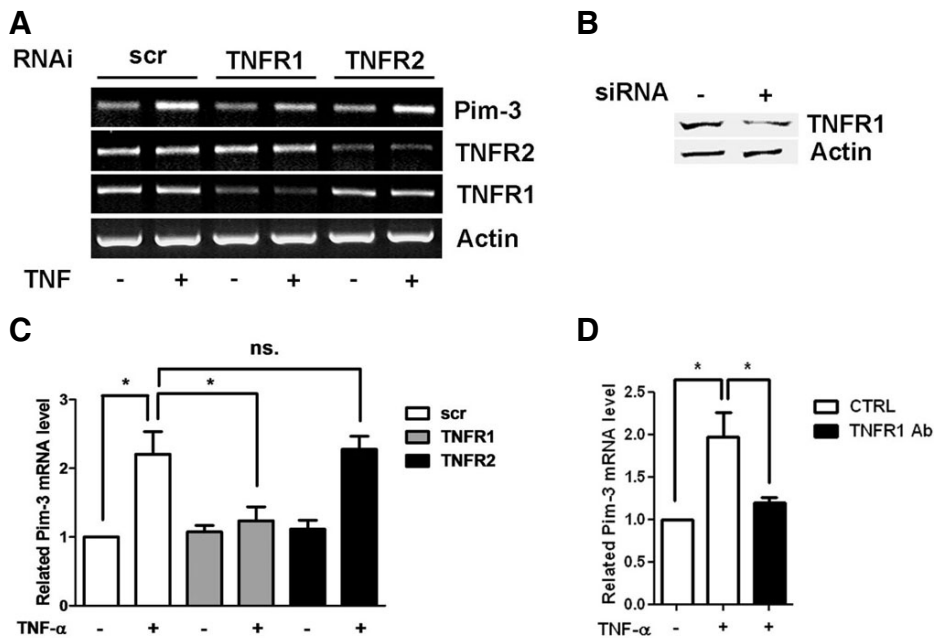 A
RNAi scr TNFR1 TNFR2
Pim-3
TNFR2
TNFR1
Actin
TNF - + - + - +
B
siRNA - +
TNFR1
Actin
C
ns.
* *
Related Pim-3 mRNA level
3
2
1
0
TNF-α - + - + - +
scr
TNFR1
TNFR2
D
* *
Related Pim-3 mRNA level
2.5
2.0
1.5
1.0
0.5
0.0
TNF-α - + +
CTRL
TNFR1 Ab